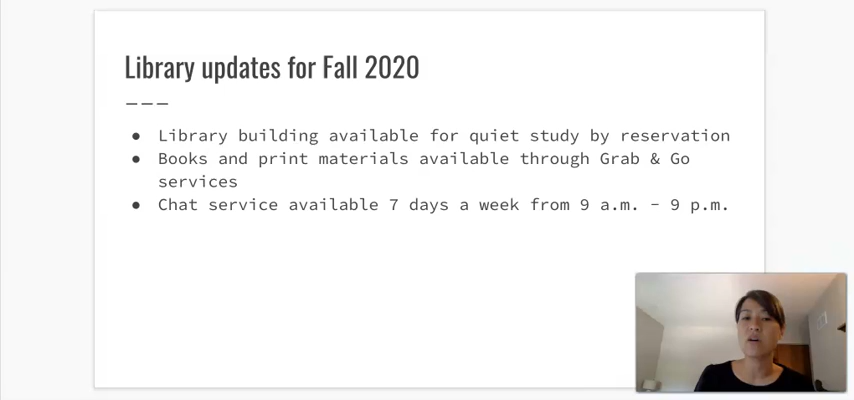 Library updates for Fall 2020
___
● Library building available for quiet study by reservation
● Books and print materials available through Grab & Go
services
● Chat service available 7 days a week from 9 a.m. - 9 p.m.